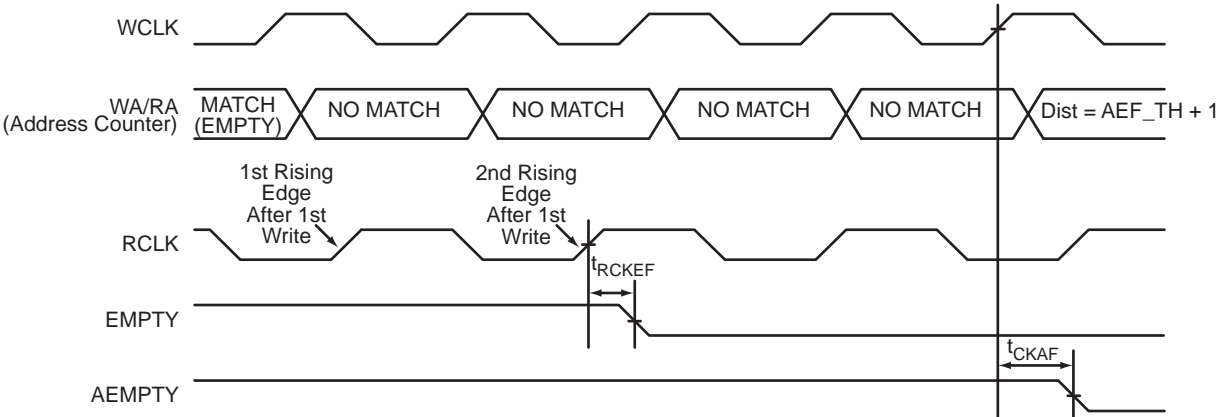 WCLK
WA/RA
(Address Counter)
MATCH
(EMPTY)
NO MATCH
NO MATCH
NO MATCH
NO MATCH
Dist = AEF_TH + 1
1st Rising
Edge
After 1st
Write
2nd Rising
Edge
After 1st
Write
RCLK
tRCKEF
EMPTY
tCKAF
AEMPTY